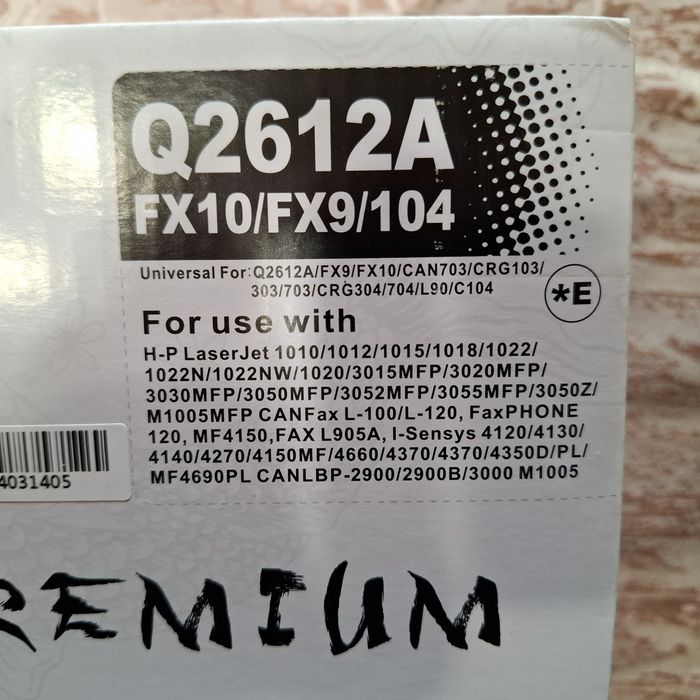 Q2612A
FX10/FX9/104
Universal For:Q2612A/FX9/FX10/CAN703/CRG103/
303/703/CRG304/704/L90/C104
*E
For use with
H-P LaserJet 1010/1012/1015/1018/1022/
1022N/1022NW/1020/3015MFP/3020MFP/
3030MFP/3050MFP/3052MFP/3055MFP/3050Z/
M1005MFP CANFax L-100/L-120, FaxPHONE
120, MF4150,FAX L905A, I-Sensys 4120/4130/
4140/4270/4150MF/4660/4370/4370/4350D/PL/
MF4690PL CANLBP-2900/2900B/3000 M1005
4031405
REMIUM